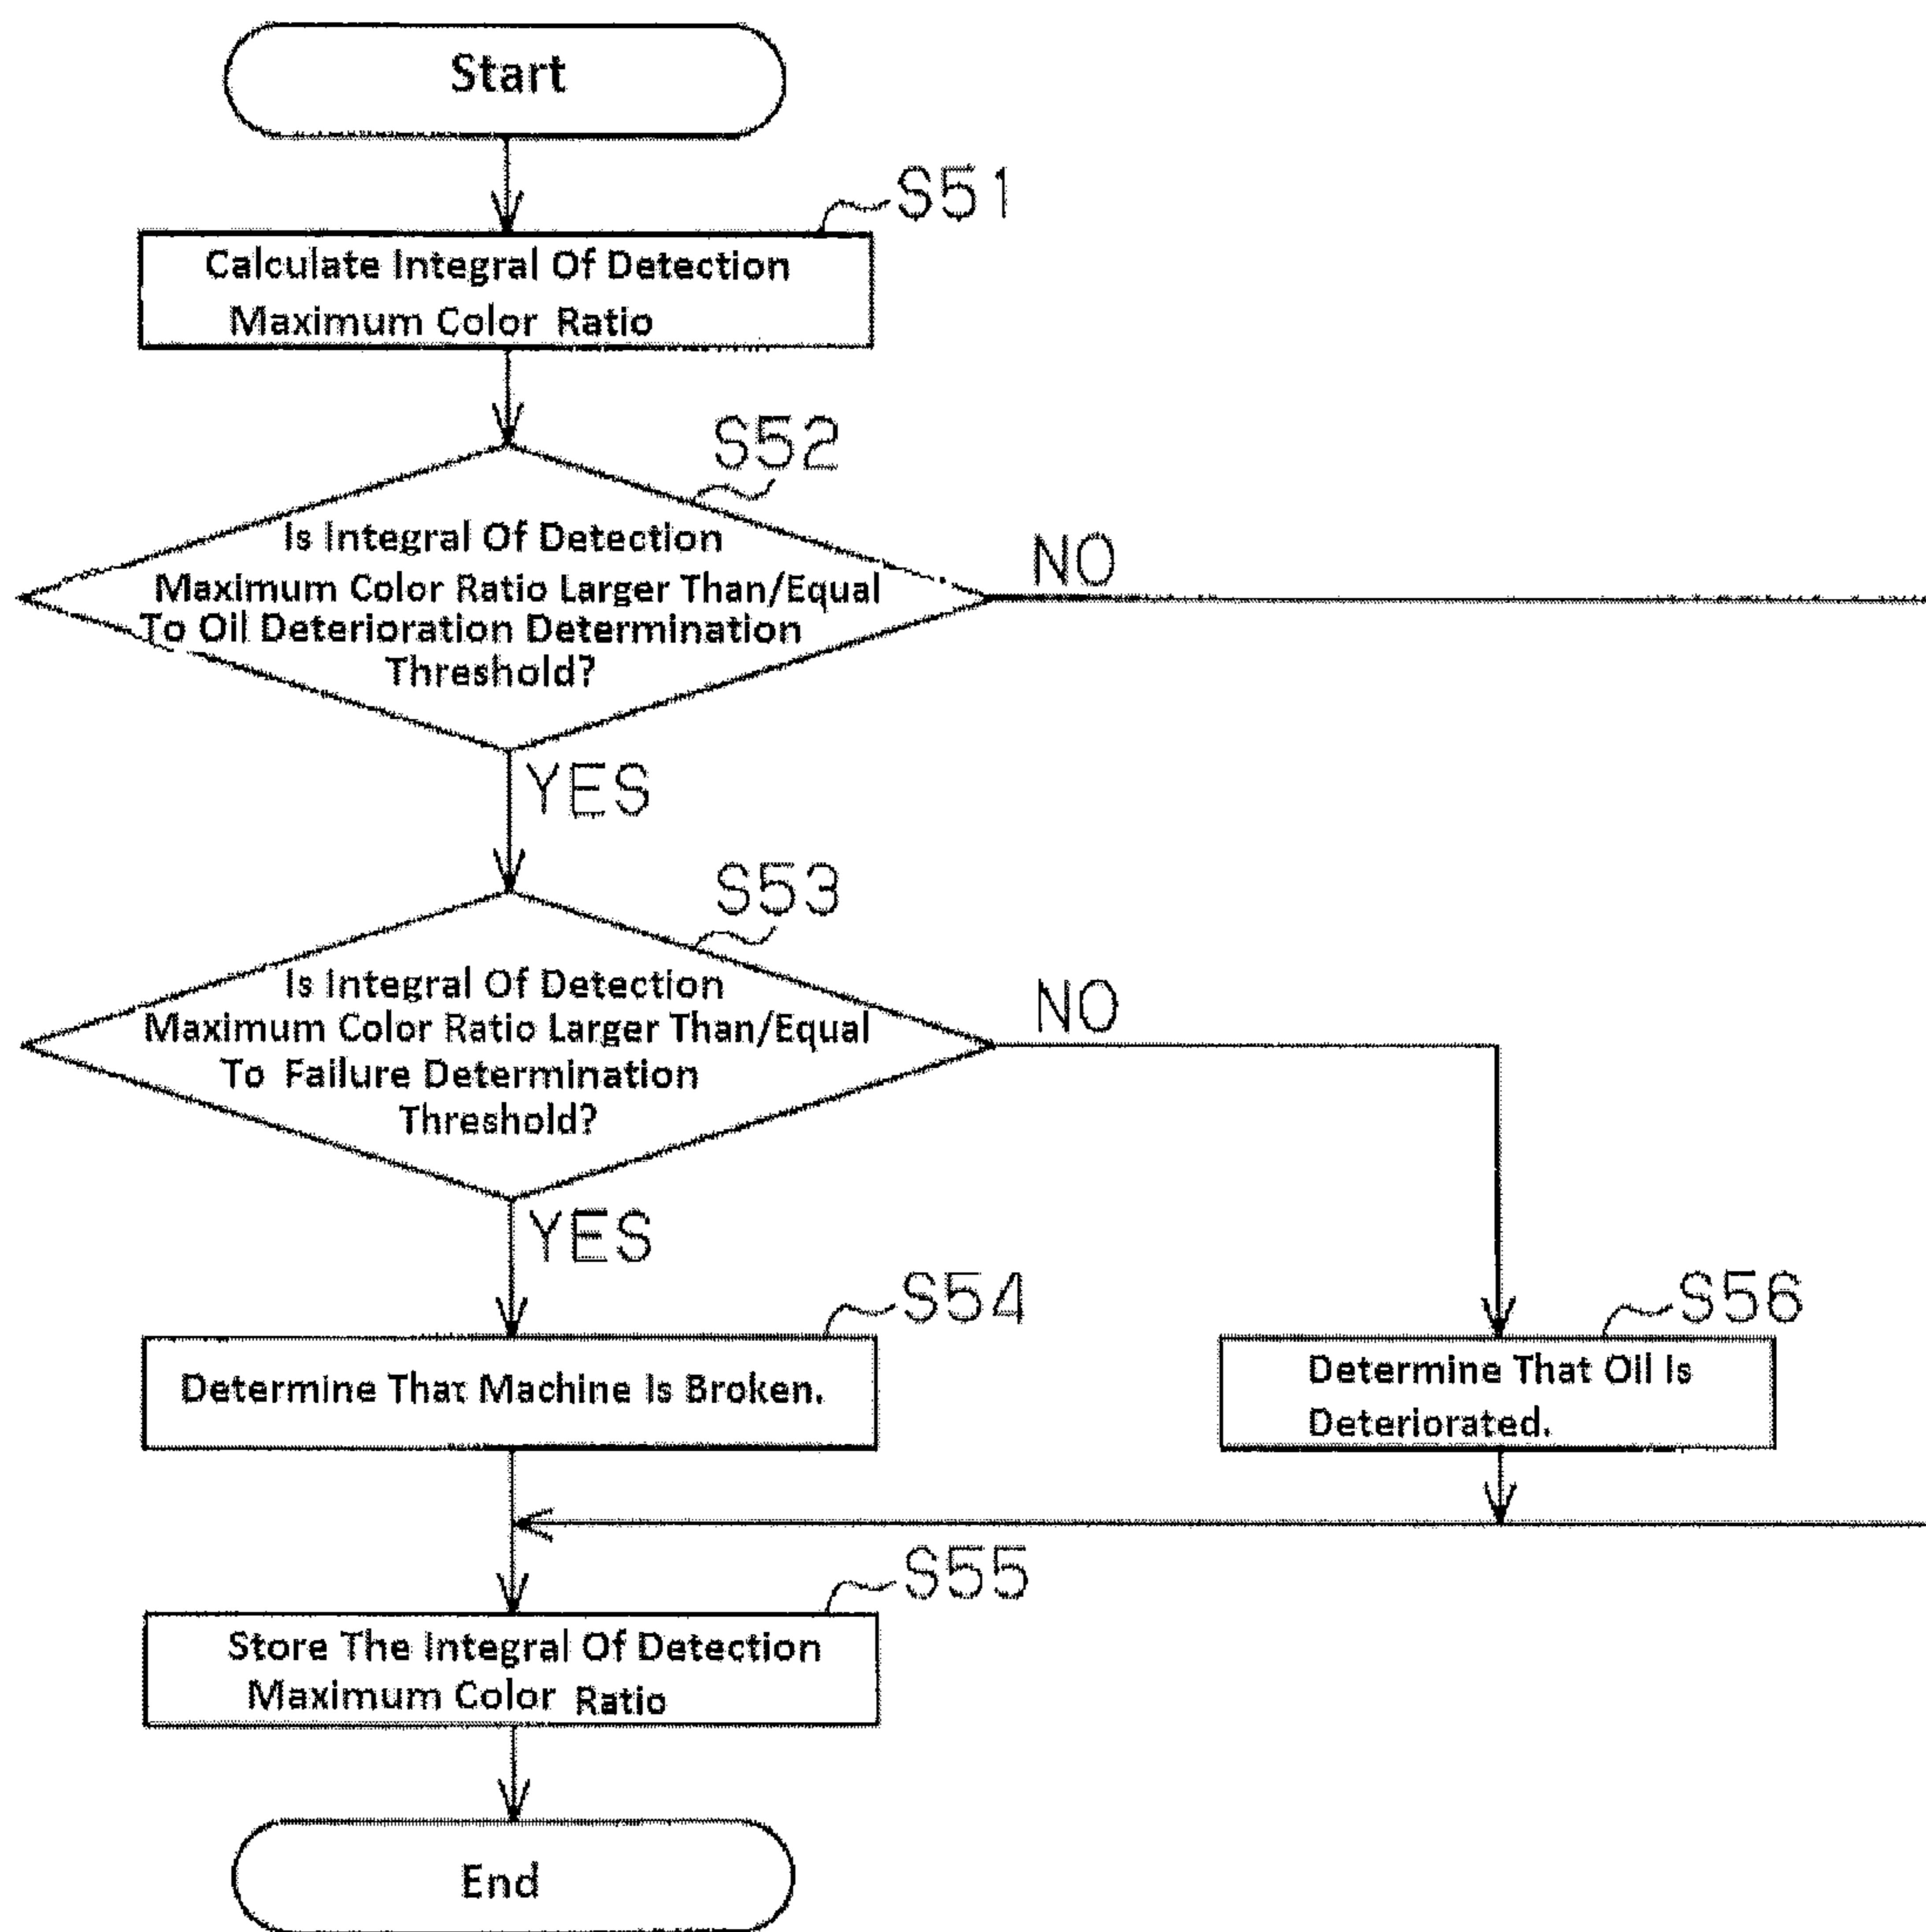 Start
S51
Calculate Integral Of Detection
Maximum Color Ratio
S52
Is Integral Of Detection
Maximum Color Ratio Larger Than/Equal
To Oil Deterioration Determination
Threshold?
NO
YES
S53
Is Integral Of Detection
Maximum Color Ratio Larger Than/Equal
To Failure Determination
Threshold?
NO
YES
S54
Determine That Machine Is Broken.
S56
Determine That Oil Is
Deteriorated.
S55
Store The Integral Of Detection
Maximum Color Ratio
End